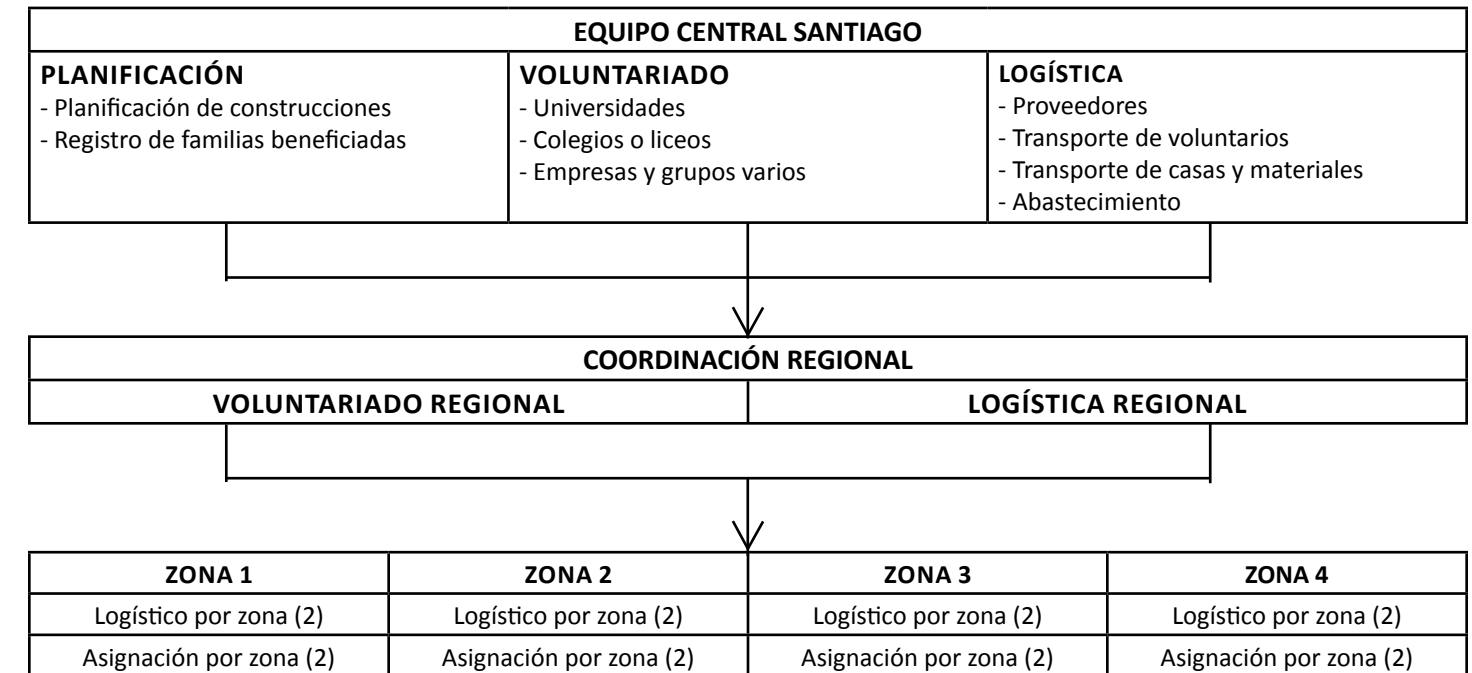 EQUIPO CENTRAL SANTIAGO
PLANIFICACIÓN
- Planificación de construcciones
- Registro de familias beneficiadas
VOLUNTARIADO
- Universidades
- Colegios o liceos
- Empresas y grupos varios
LOGÍSTICA
- Proveedores
- Transporte de voluntarios
- Transporte de casas y materiales
- Abastecimiento
COORDINACIÓN REGIONAL
VOLUNTARIADO REGIONAL
LOGÍSTICA REGIONAL
ZONA 1
ZONA 2
ZONA 3
ZONA 4
Logístico por zona (2)
Logístico por zona (2)
Logístico por zona (2)
Logístico por zona (2)
Asignación por zona (2)
Asignación por zona (2)
Asignación por zona (2)
Asignación por zona (2)